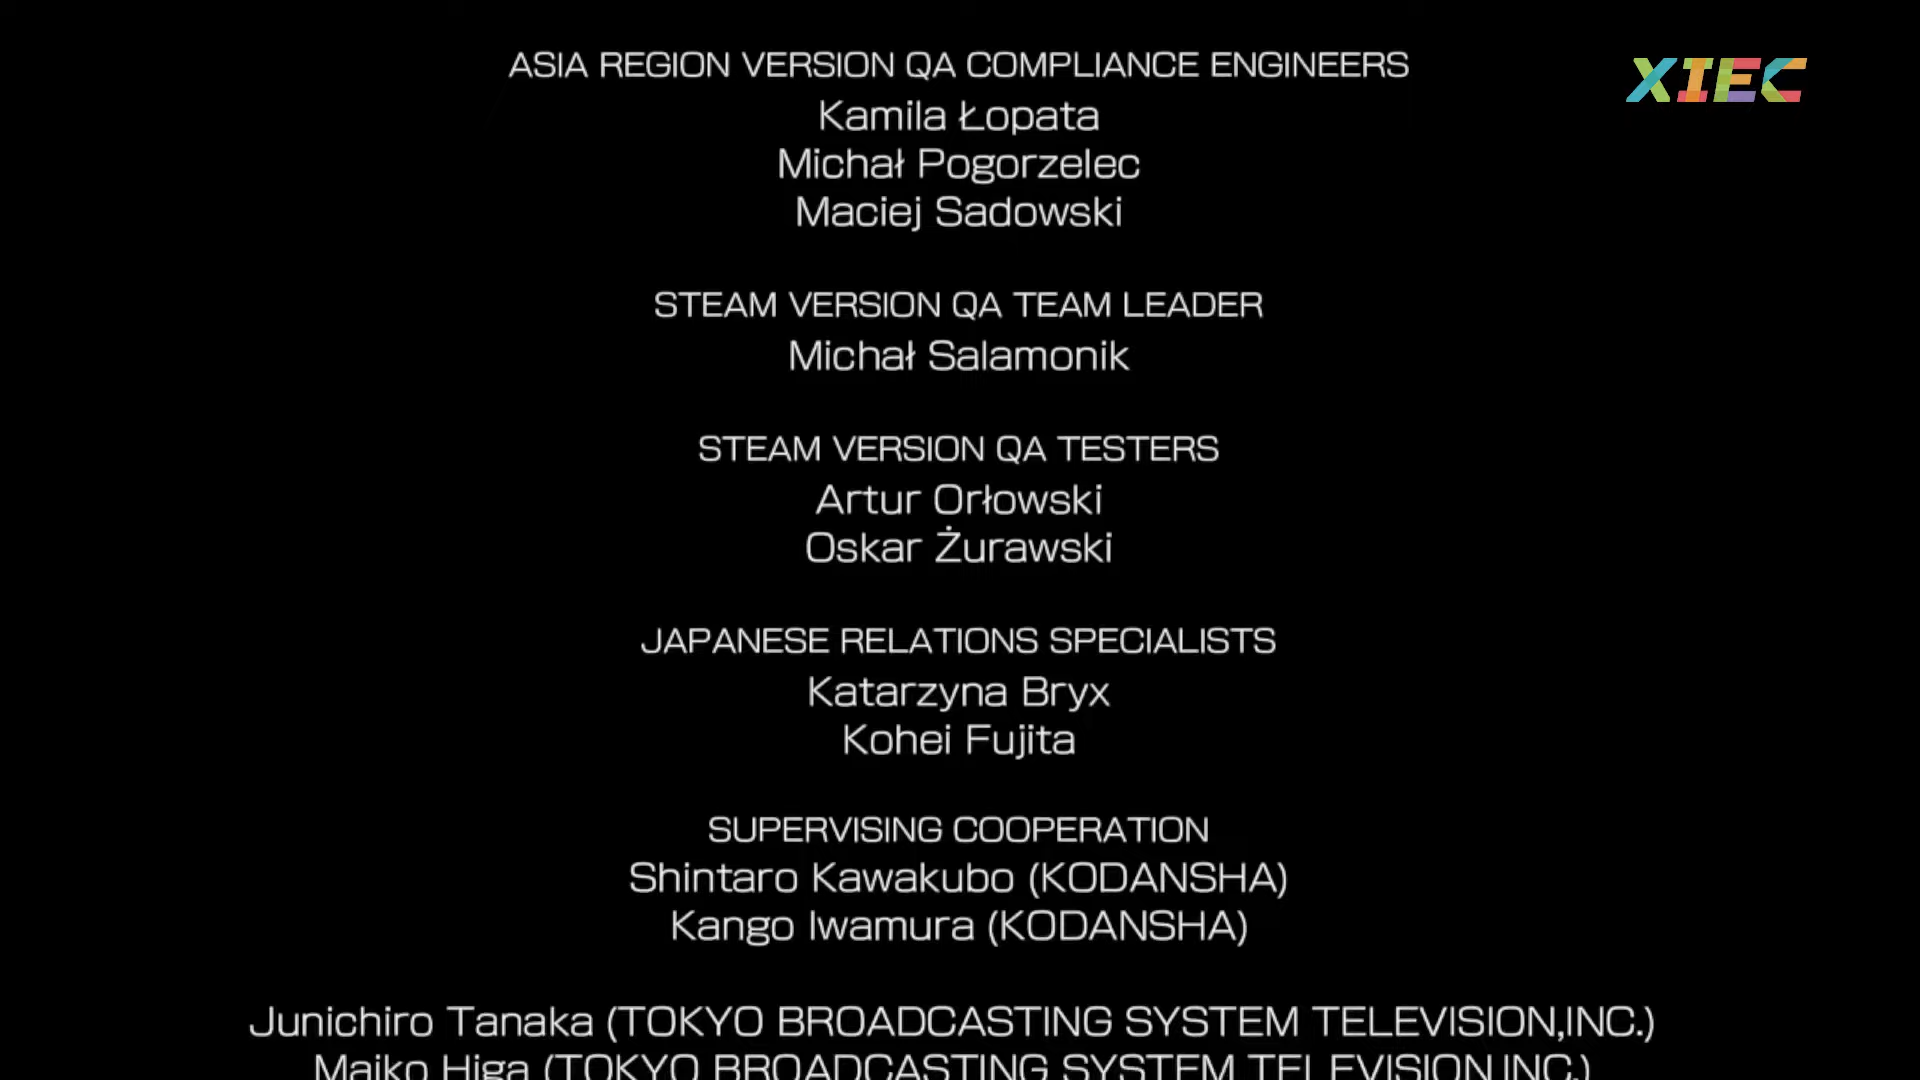 ASIA REGION VERSION QA COMPLIANCE ENGINEERS
XIEC
Kamila Łopata
Michał Pogorzelec
Maciej Sadowski
STEAM VERSION QA TEAM LEADER
Michał Salamonik
STEAM VERSION QA TESTERS
Artur Orłowski
Oskar Żurawski
JAPANESE RELATIONS SPECIALISTS
Katarzyna Bryx
Kohei Fujita
SUPERVISING COOPERATION
Shintaro Kawakubo (KODANSHA)
Kango Iwamura (KODANSHA)
Junichiro Tanaka (TOKYO BROADCASTING SYSTEM TELEVISION,INC.)
Maiko Higa (TOKYO BROADCASTING SYSTEM TELEVISION,INC.)